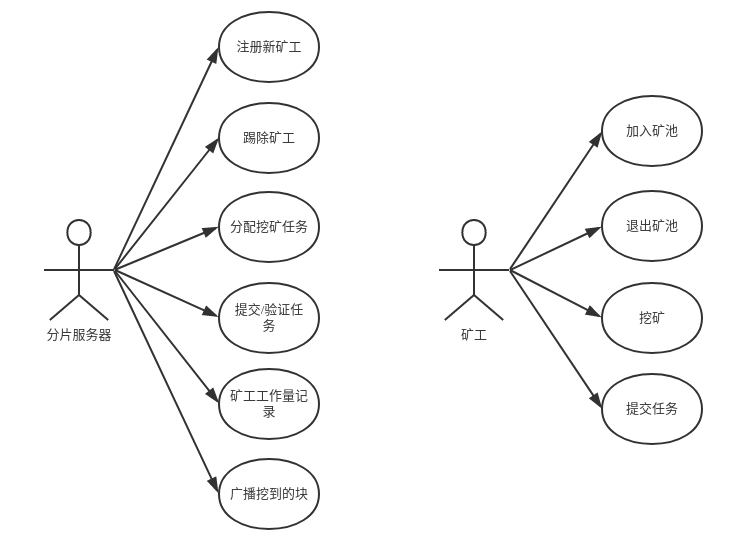 注册新矿工
踢除矿工
分配挖矿任务
提交/验证任
务
矿工工作量记
录
广播挖到的块
分片服务器
加入矿池
退出矿池
挖矿
提交任务
矿工